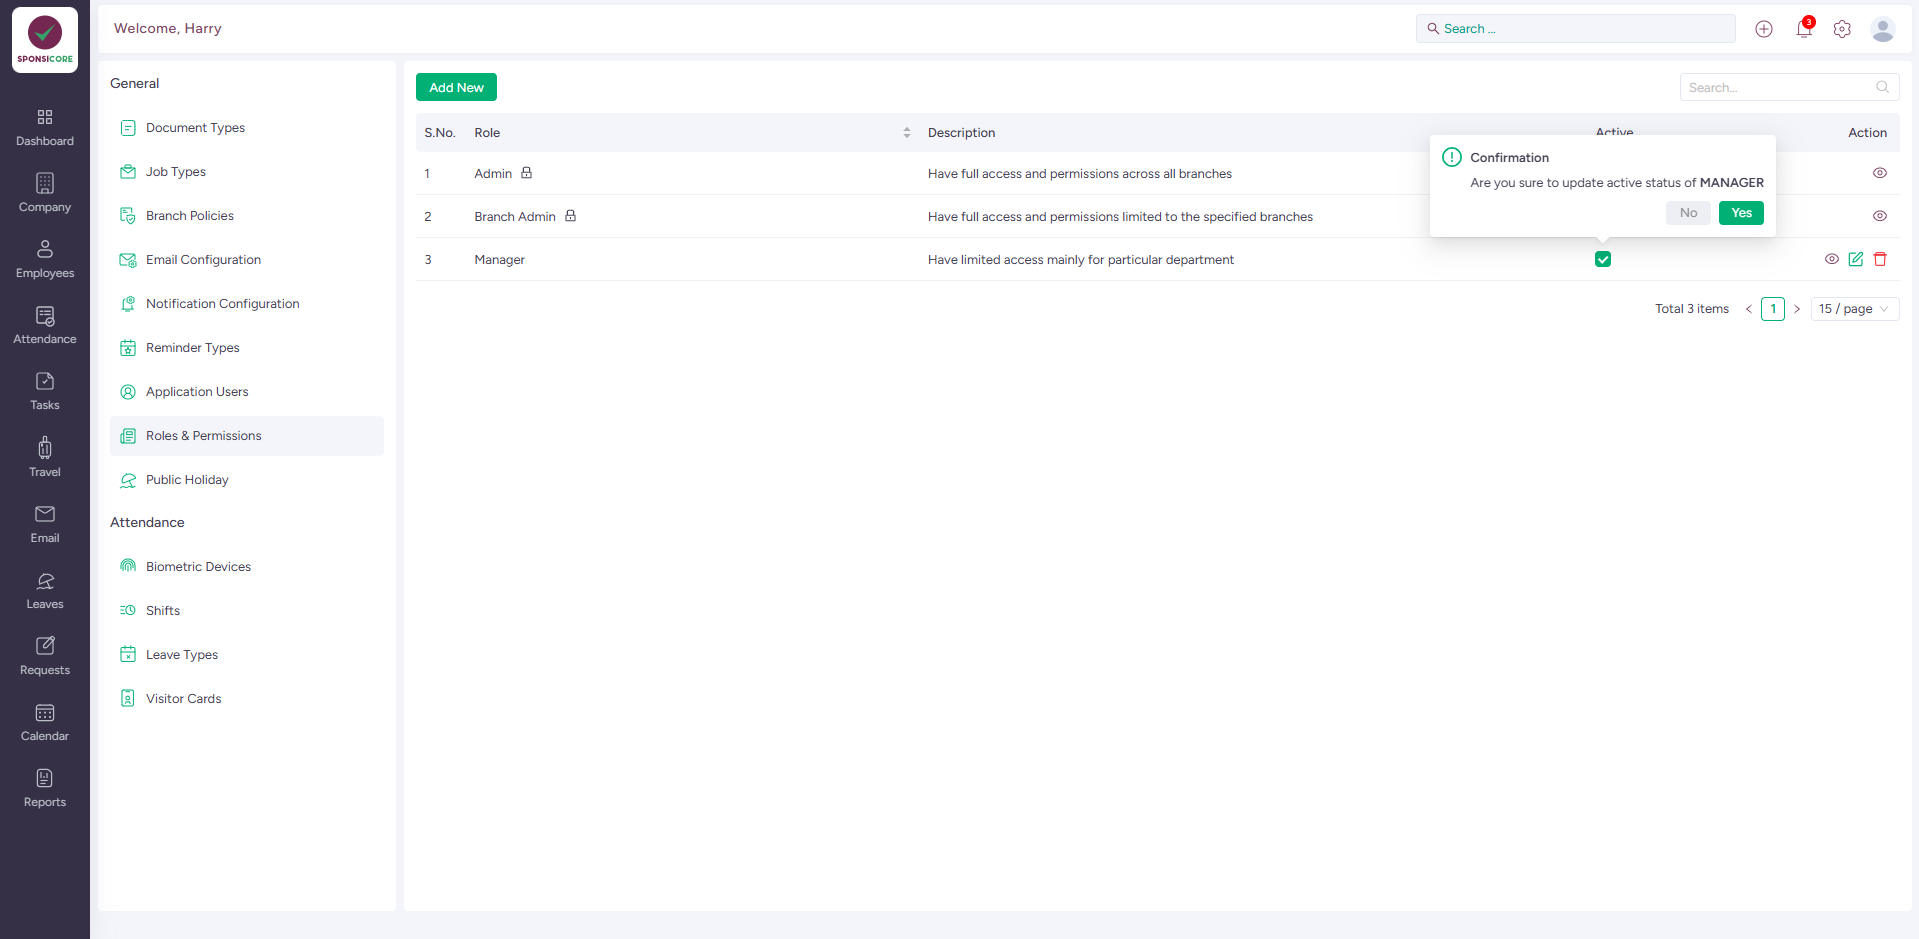 SPONSICORE
Dashboard
Company
Employees
Attendance
Tasks
Travel
Email
Leaves
Requests
Calendar
Reports
Welcome, Harry
Search ...
3
General
Document Types
Job Types
Branch Policies
Email Configuration
Notification Configuration
Reminder Types
Application Users
Roles & Permissions
Public Holiday
Attendance
Biometric Devices
Shifts
Leave Types
Visitor Cards
Add New
Search...
S.No. Role Description Active Action
1 Admin Have full access and permissions across all branches
2 Branch Admin Have full access and permissions limited to the specified branches
3 Manager Have limited access mainly for particular department
Confirmation
Are you sure to update active status of MANAGER
No Yes
Total 3 items < 1 > 15 / page